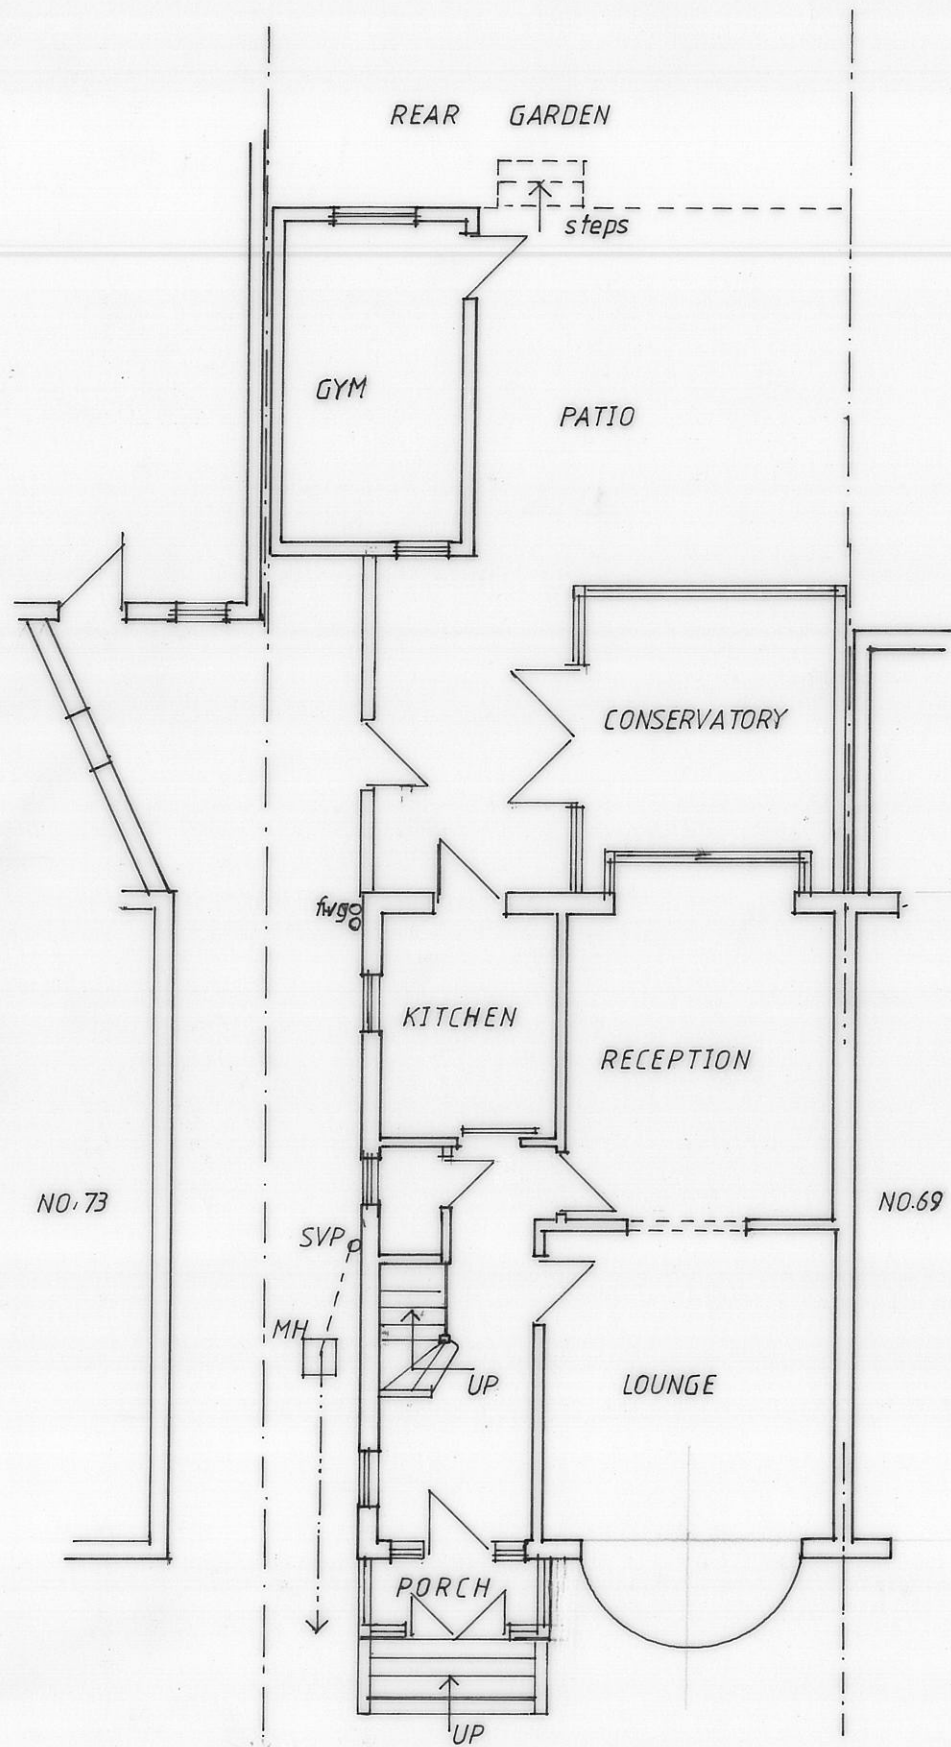 REAR GARDEN
steps
GYM
PATIO
CONSERVATORY
fwg
KITCHEN
RECEPTION
NO. 73
NO.69
SVP
MH
UP
LOUNGE
PORCH
UP